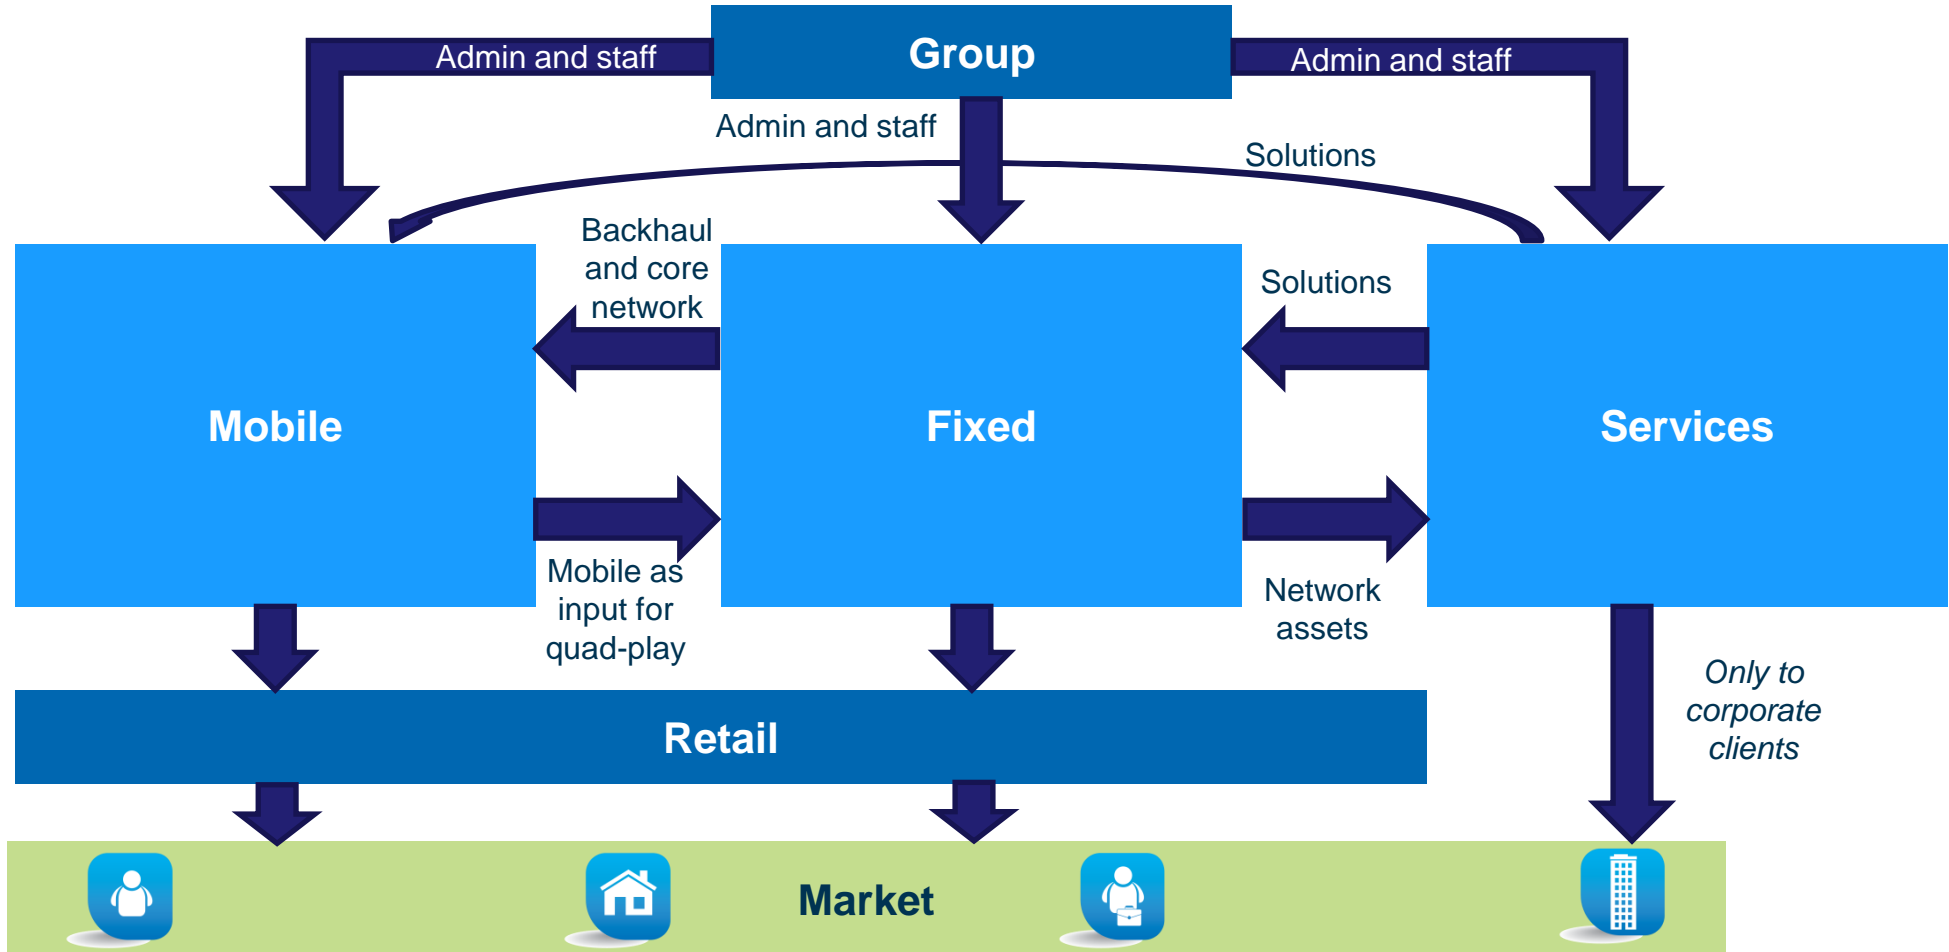 Group
Admin and staff
Admin and staff
Admin and staff
Solutions
Backhaul
and core
network
Solutions
Mobile
Fixed
Services
Mobile as
input for
quad-play
Network
assets
Only to
corporate
clients
Retail
Market